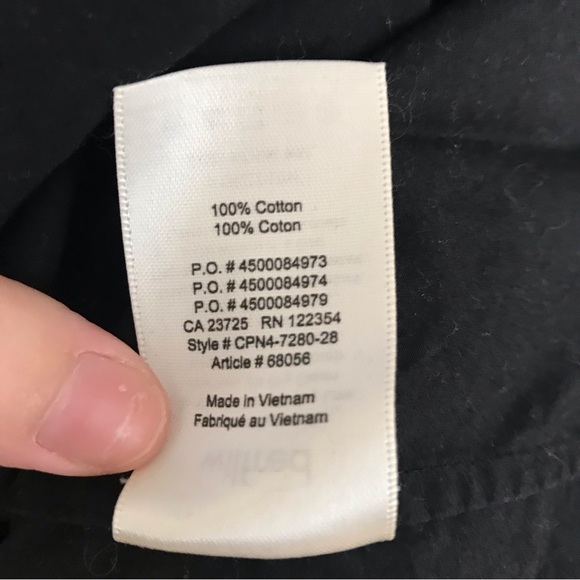 100% Cotton
100% Coton
P.O. # 4500084973
P.O. # 4500084974
P.O. # 4500084979
CA 23725 RN 122354
Style # CPN4-7280-28
Article # 68056
Made in Vietnam
Fabriqué au Vietnam